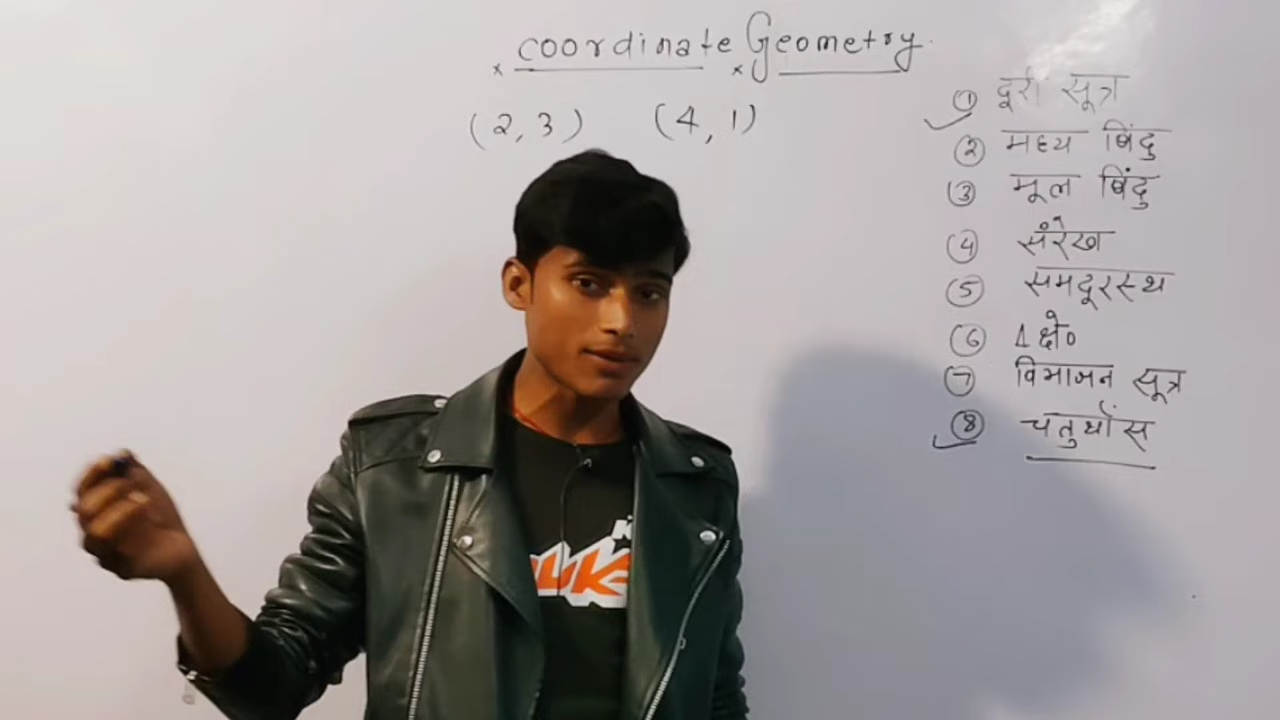 coordinate Geometry
(2,3) (4,1)
① दूरी सूत्र
② मध्य बिंदु
③ मूल बिंदु
④ संरेख
⑤ समदूरस्थ
⑥ Δ क्षे०
⑦ विभाजन सूत्र
⑧ चतुर्थांस